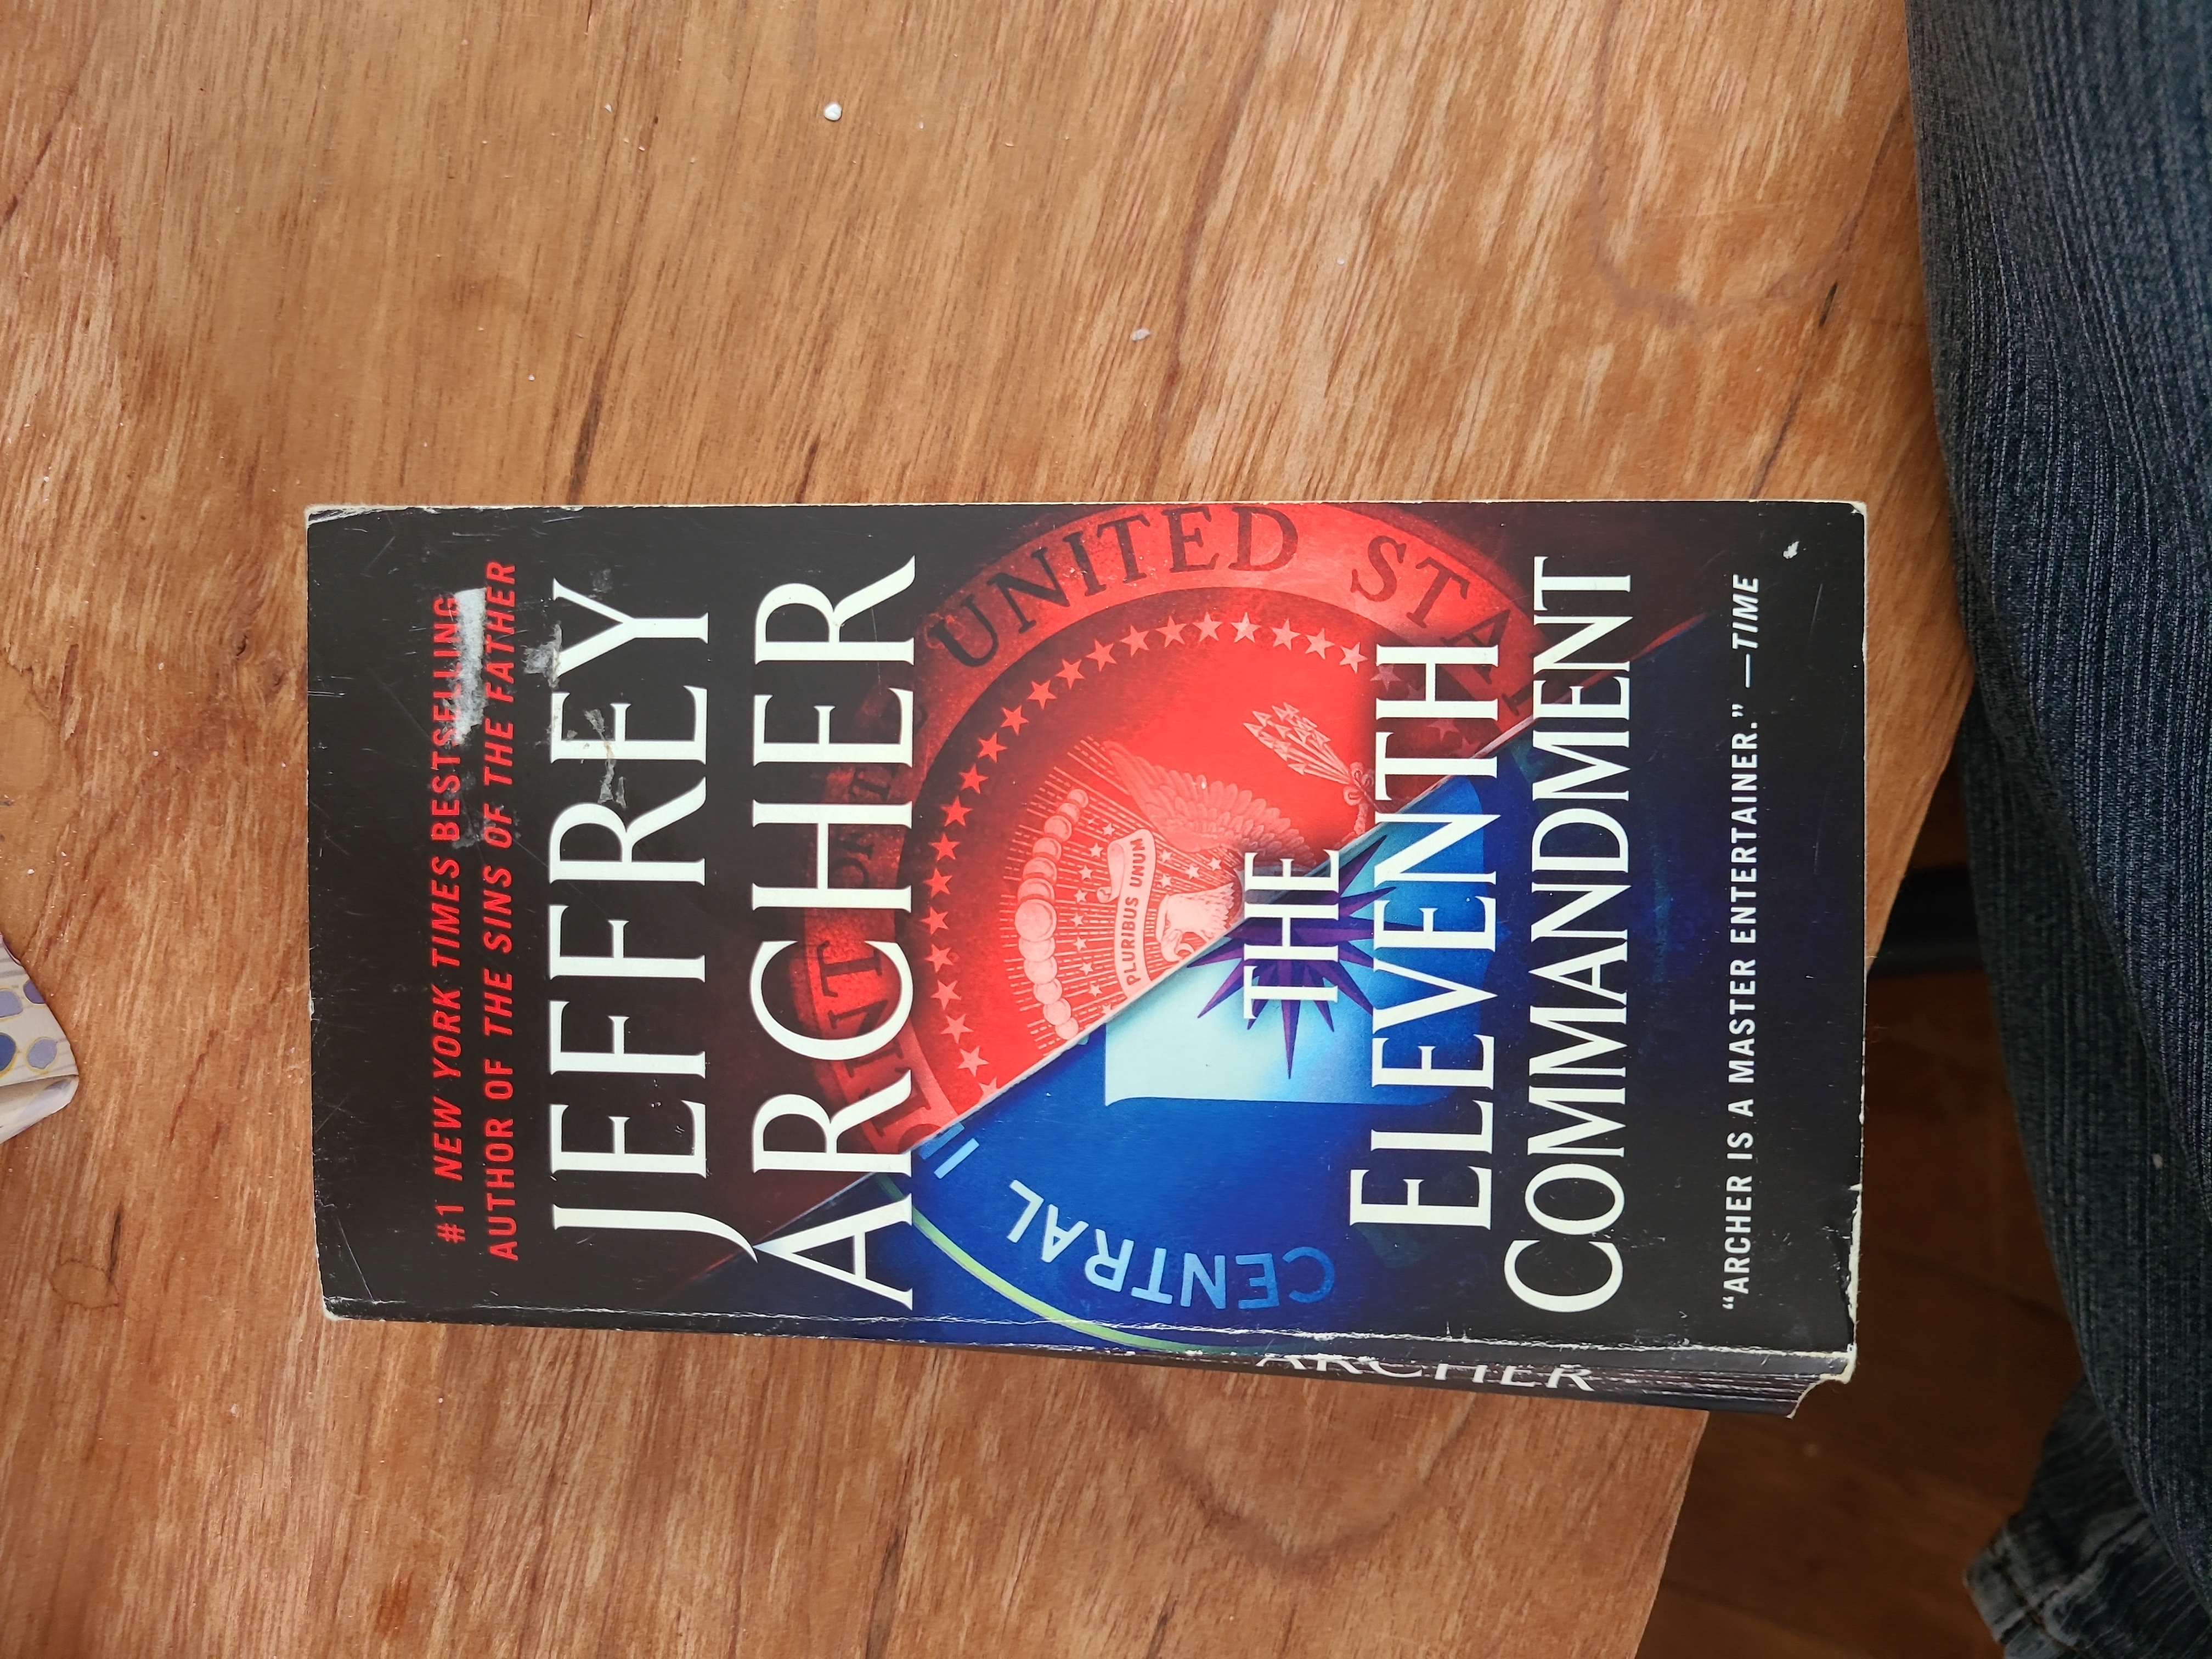 #1 NEW YORK TIMES BESTSELLING
AUTHOR OF THE SINS OF THE FATHER
JEFFREY
ARCHER
UNITED STA
PLURIBUS UNUM
CENTRAL
THE
ELEVENTH
COMMANDMENT
“ARCHER IS A MASTER ENTERTAINER.” —TIME
ARCHER